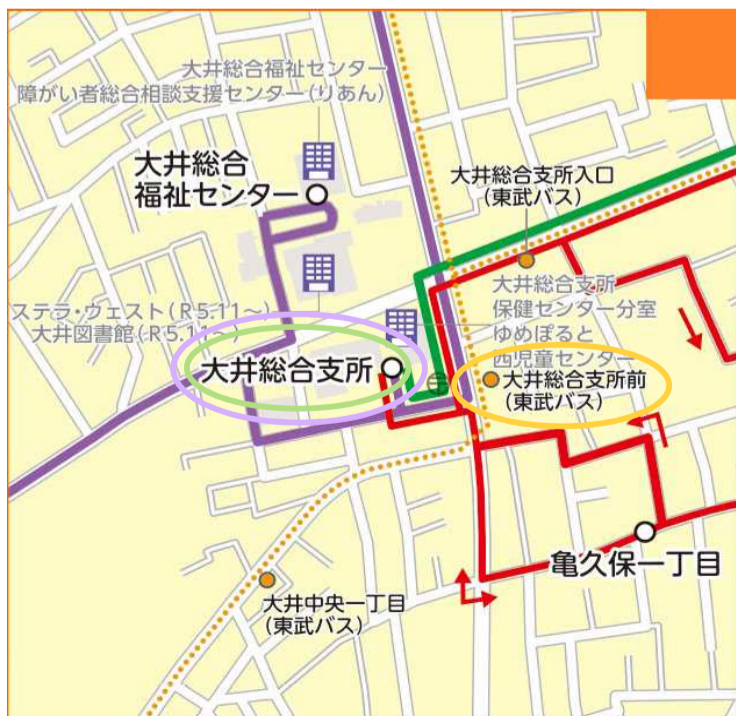 大井総合福祉センター
障がい者総合相談支援センター(りあん)
大井総合
福祉センター
大井総合支所入口
(東武バス)
ステラ・ウェスト(R5.11～)
大井図書館(R5.11～)
大井総合支所
保健センター分室
ゆめぽると
西児童センター
大井総合支所
大井総合支所前
(東武バス)
亀久保一丁目
大井中央一丁目
(東武バス)